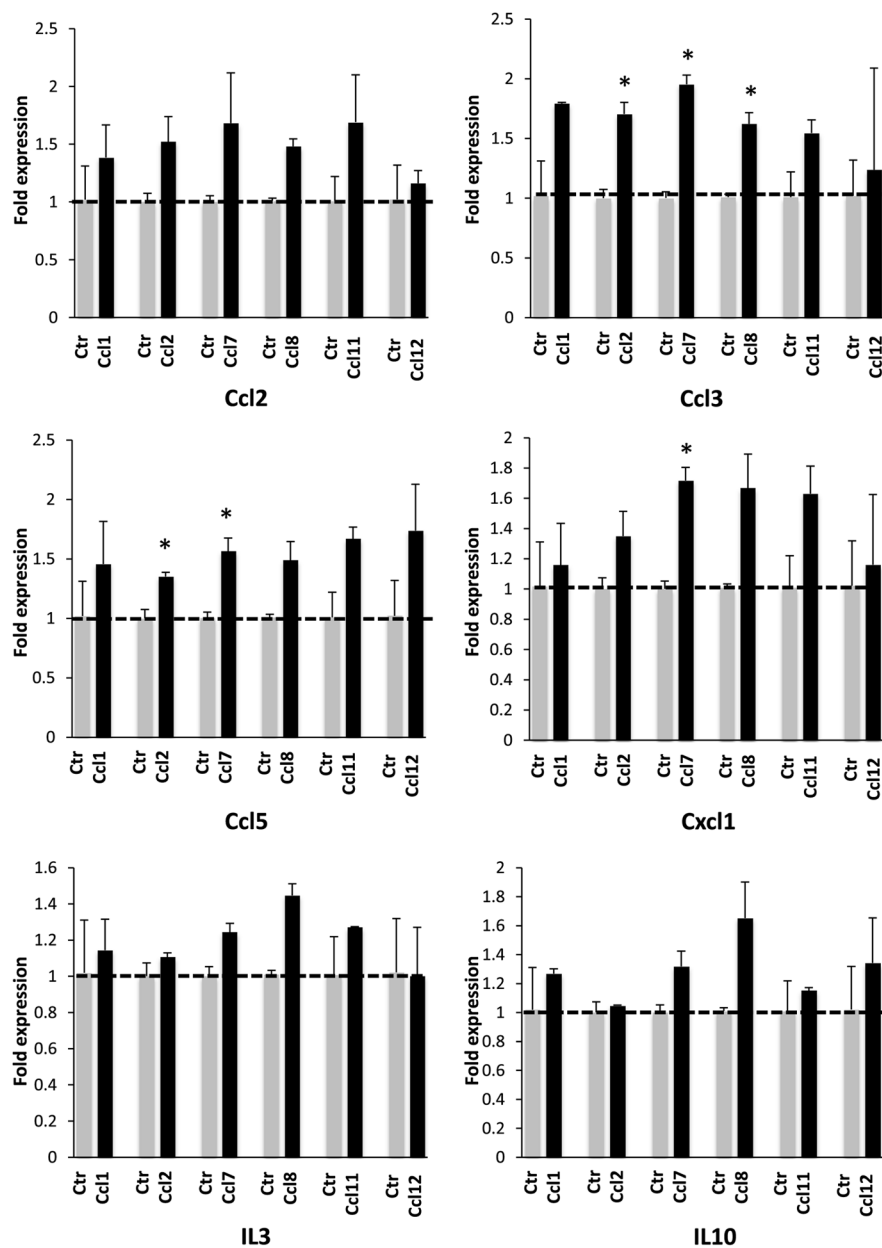 Fold expression
2.5
2
1.5
1
0.5
0
Ctr
Ccl1
Ctr
Ccl2
Ctr
Ccl7
Ctr
Ccl8
Ctr
Ccl11
Ctr
Ccl12
Ccl2
Fold expression
2.5
2
1.5
1
0.5
0
*
*
*
Ctr
Ccl1
Ctr
Ccl2
Ctr
Ccl7
Ctr
Ccl8
Ctr
Ccl11
Ctr
Ccl12
Ccl3
Fold expression
2.5
2
1.5
1
0.5
0
*
*
Ctr
Ccl1
Ctr
Ccl2
Ctr
Ccl7
Ctr
Ccl8
Ctr
Ccl11
Ctr
Ccl12
Ccl5
Fold expression
2
1.8
1.6
1.4
1.2
1
0.8
0.6
0.4
0.2
0
*
Ctr
Ccl1
Ctr
Ccl2
Ctr
Ccl7
Ctr
Ccl8
Ctr
Ccl11
Ctr
Ccl12
Cxcl1
Fold expression
1.6
1.4
1.2
1
0.8
0.6
0.4
0.2
0
Ctr
Ccl1
Ctr
Ccl2
Ctr
Ccl7
Ctr
Ccl8
Ctr
Ccl11
Ctr
Ccl12
IL3
Fold expression
2
1.8
1.6
1.4
1.2
1
0.8
0.6
0.4
0.2
0
Ctr
Ccl1
Ctr
Ccl2
Ctr
Ccl7
Ctr
Ccl8
Ctr
Ccl11
Ctr
Ccl12
IL10